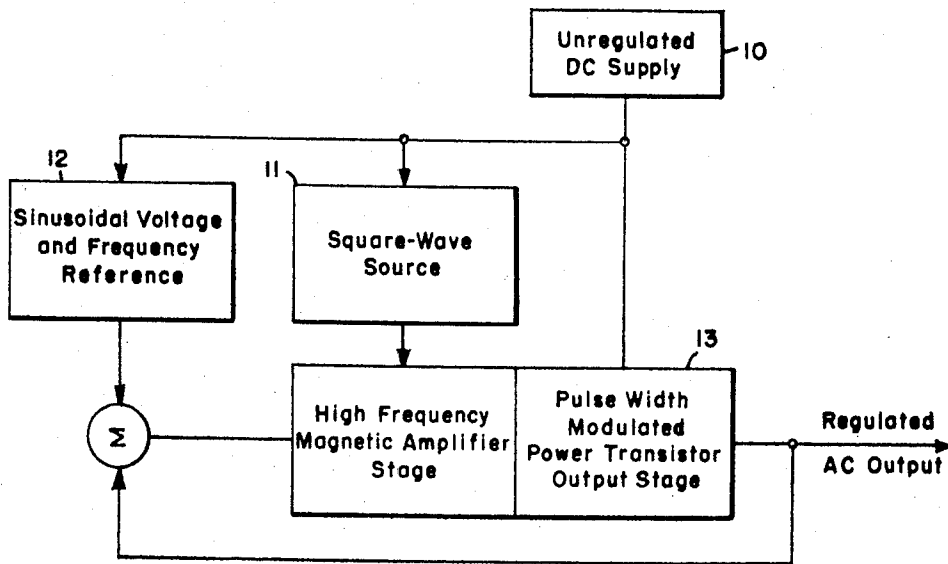 Unregulated
DC Supply
10
12
Sinusoidal Voltage
and Frequency
Reference
11
Square-Wave
Source
13
M
High Frequency
Magnetic Amplifier
Stage
Pulse Width
Modulated
Power Transistor
Output Stage
Regulated
AC Output